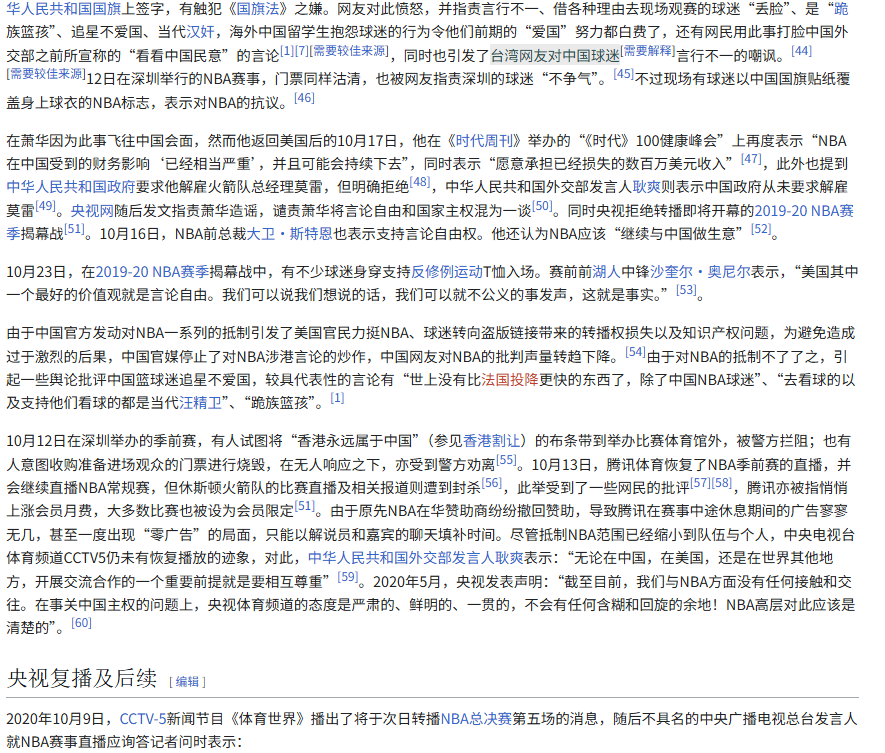 华人民共和国国旗上签字，有触犯《国旗法》之嫌。网友对此愤怒，并指责言行不一、借各种理由去现场观赛的球迷“丢脸”、是“跪
族篮孩”、追星不爱国、当代汉奸，海外中国留学生抱怨球迷的行为令他们前期的“爱国”努力都白费了，还有网民用此事打脸中国外
交部之前所宣称的“看看中国民意”的言论[1][7][需要较佳来源]，同时也引发了台湾网友对中国球迷[需要解释]言行不一的嘲讽。[44]
[需要较佳来源]12日在深圳举行的NBA赛事，门票同样沽清，也被网友指责深圳的球迷“不争气”。[45]不过现场有球迷以中国国旗贴纸覆
盖身上球衣的NBA标志，表示对NBA的抗议。[46]
在萧华因为此事飞往中国会面，然而他返回美国后的10月17日，他在《时代周刊》举办的“《时代》100健康峰会”上再度表示“NBA
在中国受到的财务影响‘已经相当严重’，并且可能会持续下去”，同时表示“愿意承担已经损失的数百万美元收入”[47]，此外也提到
中华人民共和国政府要求他解雇火箭队总经理莫雷，但明确拒绝[48]，中华人民共和国外交部发言人耿爽则表示中国政府从未要求解雇
莫雷[49]。央视网随后发文指责萧华造谣，谴责萧华将言论自由和国家主权混为一谈[50]。同时央视拒绝转播即将开幕的2019-20 NBA赛
季揭幕战[51]。10月16日，NBA前总裁大卫·斯特恩也表示支持言论自由权。他还认为NBA应该“继续与中国做生意”[52]。
10月23日，在2019-20 NBA赛季揭幕战中，有不少球迷身穿支持反修例运动T恤入场。赛前前湖人中锋沙奎尔·奥尼尔表示，“美国其中
一个最好的价值观就是言论自由。我们可以说我们想说的话，我们可以就不公义的事发声，这就是事实。”[53]。
由于中国官方发动对NBA一系列的抵制引发了美国官民力挺NBA、球迷转向盗版链接带来的转播权损失以及知识产权问题，为避免造成
过于激烈的后果，中国官媒停止了对NBA涉港言论的炒作，中国网友对NBA的批判声量转趋下降。[54]由于对NBA的抵制不了了之，引
起一些舆论批评中国篮球迷追星不爱国，较具代表性的言论有“世上没有比法国投降更快的东西了，除了中国NBA球迷”、“去看球的以
及支持他们看球的都是当代汪精卫”、“跪族篮孩”。[1]
10月12日在深圳举办的季前赛，有人试图将“香港永远属于中国”（参见香港割让）的布条带到举办比赛体育馆外，被警方拦阻；也有
人意图收购准备进场观众的门票进行烧毁，在无人响应之下，亦受到警方劝离[55]。10月13日，腾讯体育恢复了NBA季前赛的直播，并
会继续直播NBA常规赛，但休斯顿火箭队的比赛直播及相关报道则遭到封杀[56]，此举受到了一些网民的批评[57][58]，腾讯亦被指悄悄
上涨会员月费，大多数比赛也被设为会员限定[51]。由于原先NBA在华赞助商纷纷撤回赞助，导致腾讯在赛事中途休息期间的广告寥寥
无几，甚至一度出现“零广告”的局面，只能以解说员和嘉宾的聊天填补时间。尽管抵制NBA范围已经缩小到队伍与个人，中央电视台
体育频道CCTV5仍未有恢复播放的迹象，对此，中华人民共和国外交部发言人耿爽表示：“无论在中国，在美国，还是在世界其他地
方，开展交流合作的一个重要前提就是要相互尊重”[59]。2020年5月，央视发表声明：“截至目前，我们与NBA方面没有任何接触和交
往。在事关中国主权的问题上，央视体育频道的态度是严肃的、鲜明的、一贯的，不会有任何含糊和回旋的余地！NBA高层对此应该是
清楚的”。[60]
央视复播及后续 [ 编辑 ]
2020年10月9日，CCTV-5新闻节目《体育世界》播出了将于次日转播NBA总决赛第五场的消息，随后不具名的中央广播电视总台发言人
就NBA赛事直播应询答记者问时表示：